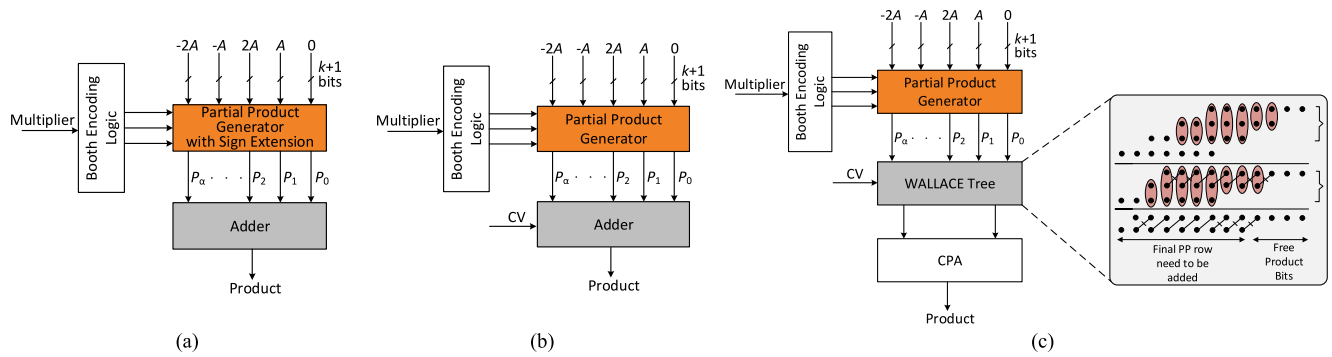 -2A -A 2A A 0
k+1
bits
Booth Encoding
Logic
Multiplier
Partial Product
Generator
with Sign Extension
Pα · · · P2 P1 P0
Adder
Product
(a)
-2A -A 2A A 0
k+1
bits
Booth Encoding
Logic
Multiplier
Partial Product
Generator
Pα · · · P2 P1 P0
CV
Adder
Product
(b)
-2A -A 2A A 0
k+1
bits
Booth Encoding
Logic
Multiplier
Partial Product
Generator
Pα · · · P2 P1 P0
CV
WALLACE Tree
CPA
Product
Final PP row
need to be
added
Free
Product
Bits
(c)